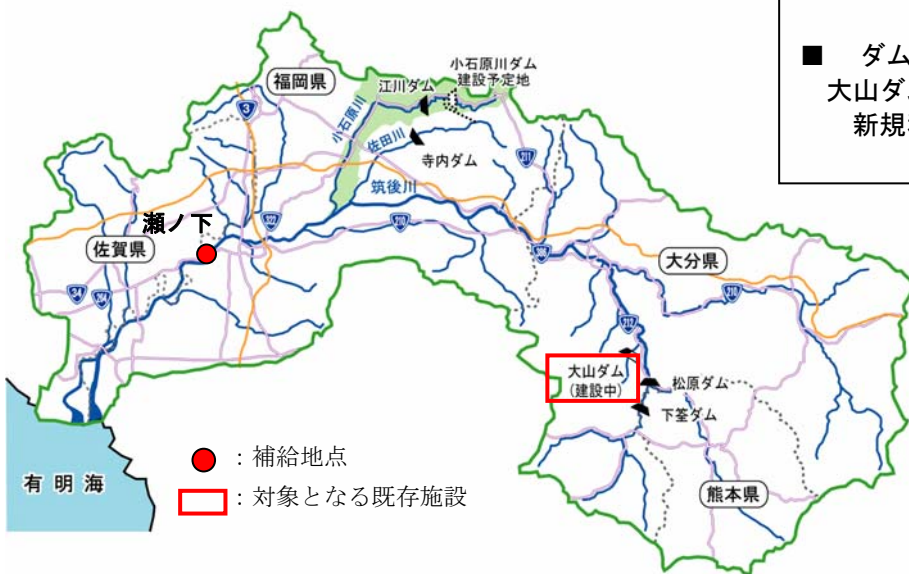 ■ ダム
大山ダム
新規
福岡県
江川ダム
小石原川ダム
建設予定地
3
小石原川
佐田川
寺内ダム
211
筑後川
瀬ノ下
322
210
佐賀県
大分県
34
264
386
210
212
大山ダム
(建設中)
松原ダム
下筌ダム
熊本県
有明海
：補給地点
：対象となる既存施設